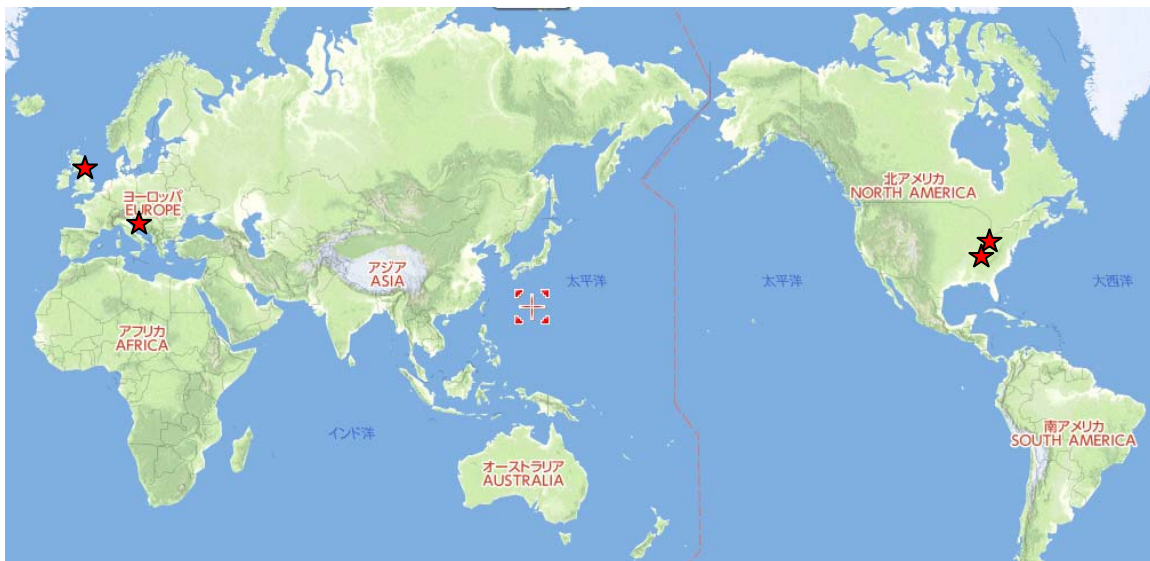 ヨーロッパ
EUROPE
アジア
ASIA
アフリカ
AFRICA
インド洋
オーストラリア
AUSTRALIA
太平洋
太平洋
北アメリカ
NORTH AMERICA
大西洋
南アメリカ
SOUTH AMERICA